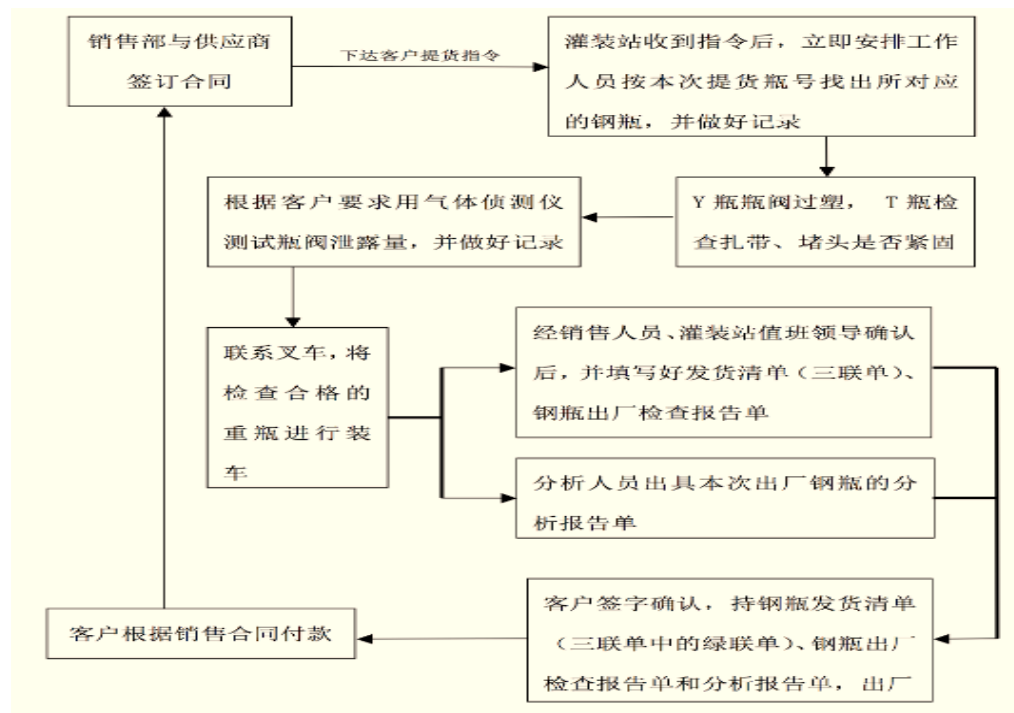 销售部与供应商
签订合同
下达客户提货指令
灌装站收到指令后，立即安排工作
人员按本次提货瓶号找出所对应
的钢瓶，并做好记录
Y瓶瓶阀过塑， T瓶检
查扎带、堵头是否紧固
根据客户要求用气体侦测仪
测试瓶阀泄露量，并做好记录
联系叉车，将
检查合格的
重瓶进行装
车
经销售人员、灌装站值班领导确认
后，并填写好发货清单（三联单）、
钢瓶出厂检查报告单
分析人员出具本次出厂钢瓶的分
析报告单
客户签字确认，持钢瓶发货清单
（三联单中的绿联单）、钢瓶出厂
检查报告单和分析报告单，出厂
客户根据销售合同付款